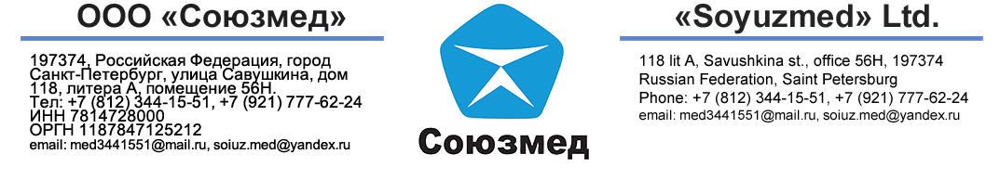 ООО «Союзмед»
197374, Российская Федерация, город
Санкт-Петербург, улица Савушкина, дом
118, литера А, помещение 56Н.
Тел: +7 (812) 344-15-51, +7 (921) 777-62-24
ИНН 7814728000
ОРГН 1187847125212
email: med3441551@mail.ru, soiuz.med@yandex.ru
Союзмед
«Soyuzmed» Ltd.
118 lit A, Savushkina st., office 56H, 197374
Russian Federation, Saint Petersburg
Phone: +7 (812) 344-15-51, +7 (921) 777-62-24
email: med3441551@mail.ru, soiuz.med@yandex.ru